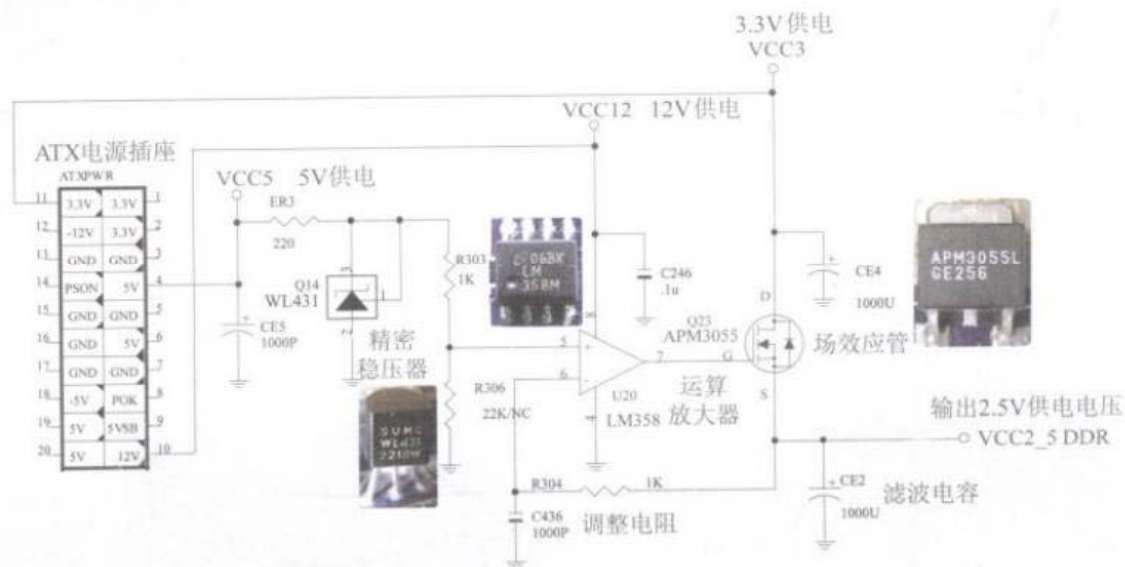 3.3V供电
VCC3
VCC12 12V供电
ATX电源插座
ATXPWR
VCC5 5V供电
11 3.3V 3.3V 1
12 -12V 3.3V 2
13 GND GND 3
14 PSON 5V 4
15 GND GND 5
16 GND 5V 6
17 GND GND 7
18 -5V POK 8
19 5V 5VSB 9
20 5V 12V 10
ER3
220
Q14
WL431
3
1
2
精密
稳压器
CE5
1000P
R303
1K
R306
22K/NC
LM
358M
SUMC
WL431
C246
.1u
8
5
6
7
4
+
-
U20
LM358
运算
放大器
Q23
APM3055
D
G
S
场效应管
CE4
1000U
APM3055L
GE256
输出2.5V供电电压
VCC2_5 DDR
CE2
1000U
滤波电容
R304
1K
调整电阻
C436
1000P